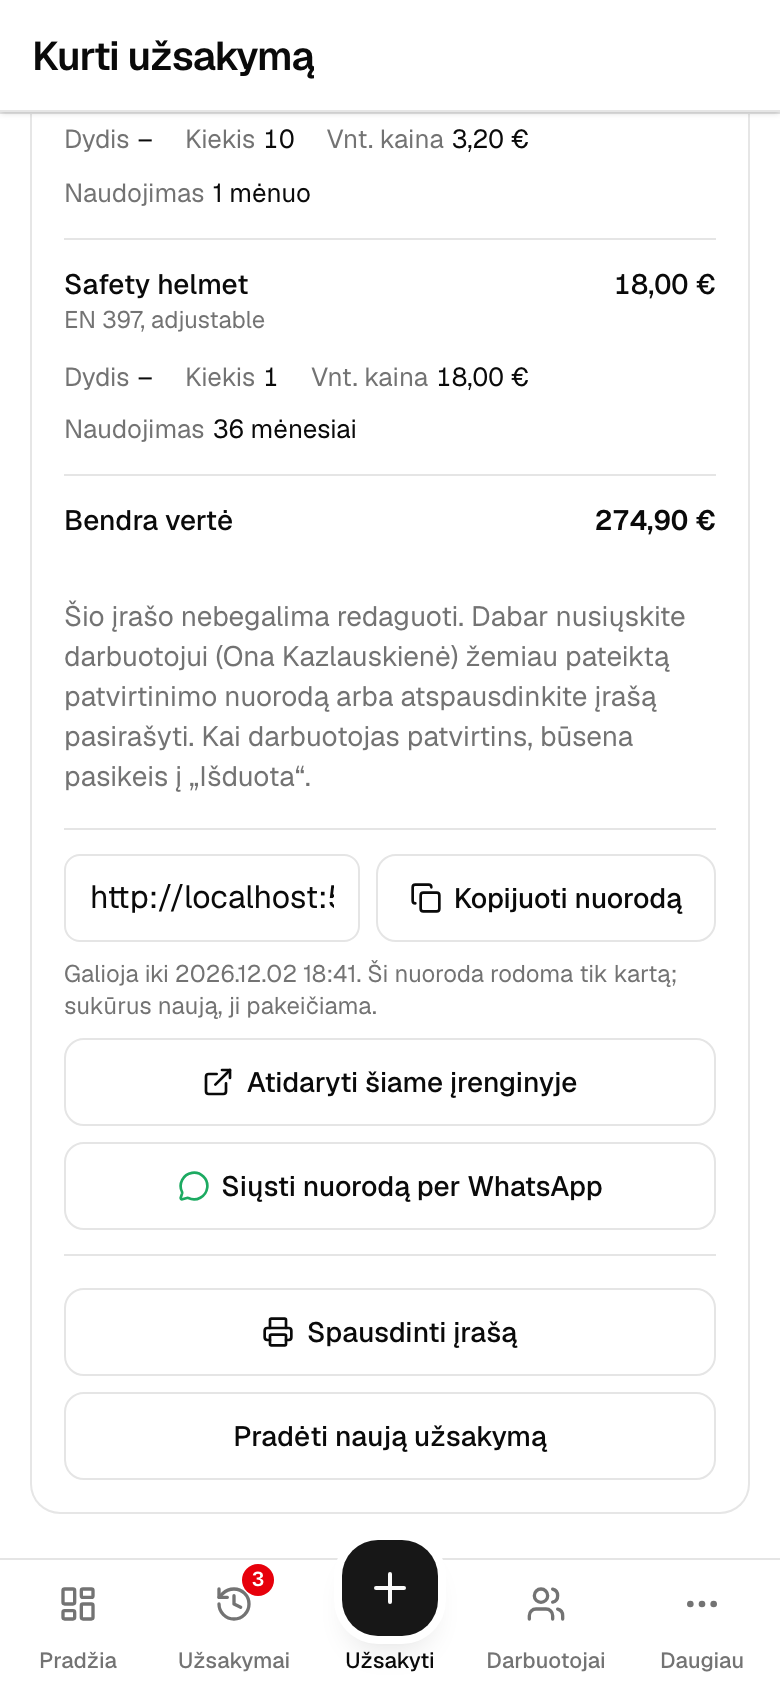 Kurti užsakymą
Dydis – Kiekis 10 Vnt. kaina 3,20 €
Naudojimas 1 mėnuo
Safety helmet 18,00 €
EN 397, adjustable
Dydis – Kiekis 1 Vnt. kaina 18,00 €
Naudojimas 36 mėnesiai
Bendra vertė 274,90 €
Šio įrašo nebegalima redaguoti. Dabar nusiųskite
darbuotojui (Ona Kazlauskienė) žemiau pateiktą
patvirtinimo nuorodą arba atspausdinkite įrašą
pasirašyti. Kai darbuotojas patvirtins, būsena
pasikeis į „Išduota“.
http://localhost:
Kopijuoti nuorodą
Galioja iki 2026.12.02 18:41. Ši nuoroda rodoma tik kartą;
sukūrus naują, ji pakeičiama.
Atidaryti šiame įrenginyje
Siųsti nuorodą per WhatsApp
Spausdinti įrašą
Pradėti naują užsakymą
3
Pradžia Užsakymai Užsakyti Darbuotojai Daugiau